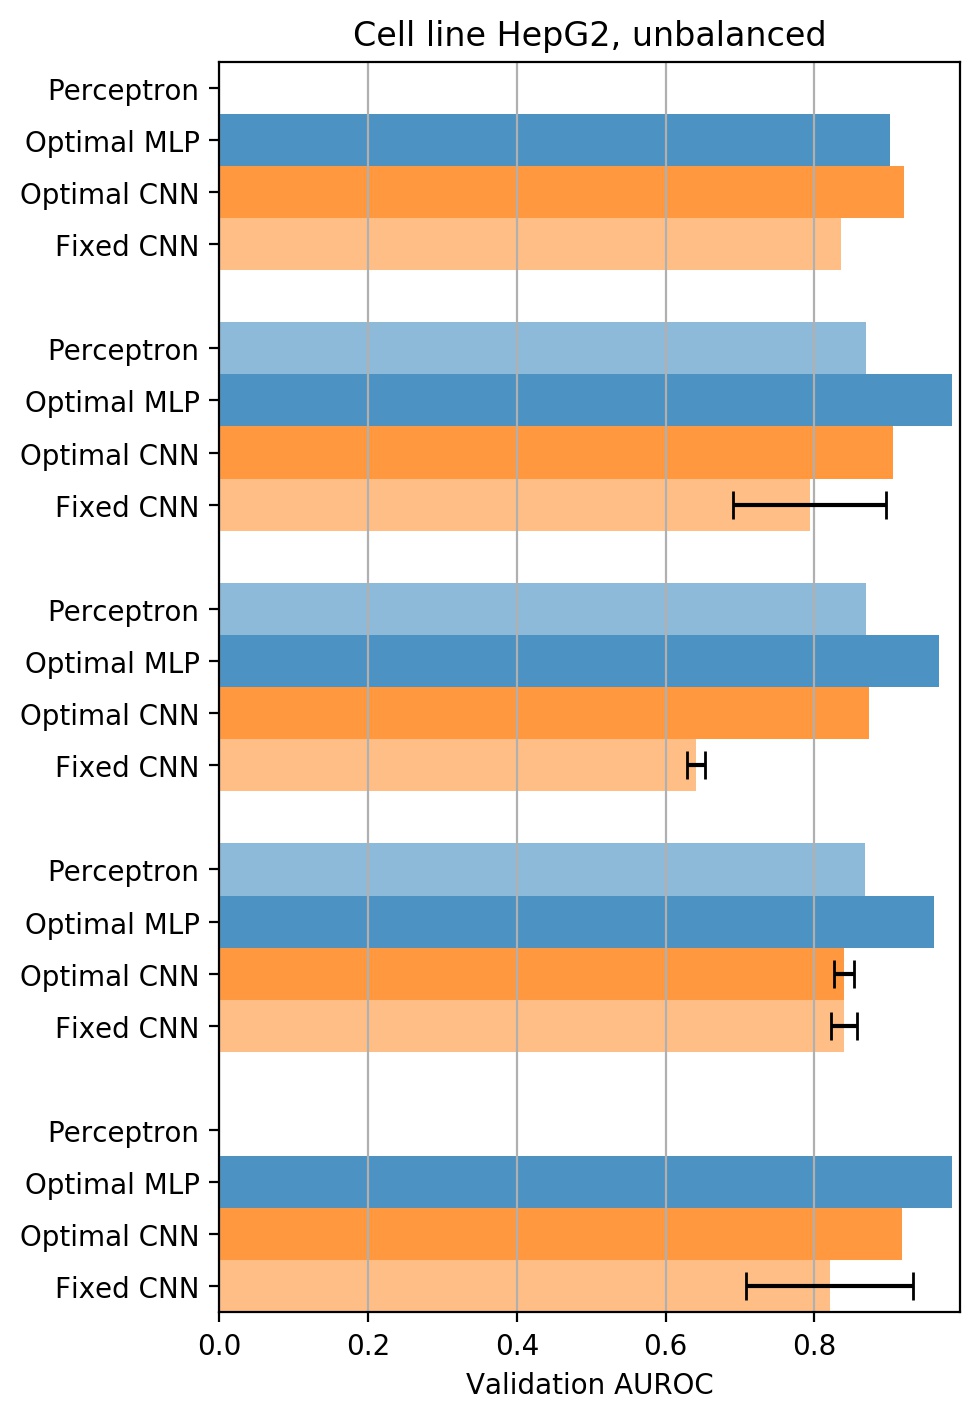 Cell line HepG2, unbalanced
Perceptron
Optimal MLP
Optimal CNN
Fixed CNN
Perceptron
Optimal MLP
Optimal CNN
Fixed CNN
Perceptron
Optimal MLP
Optimal CNN
Fixed CNN
Perceptron
Optimal MLP
Optimal CNN
Fixed CNN
Perceptron
Optimal MLP
Optimal CNN
Fixed CNN
0.0 0.2 0.4 0.6 0.8
Validation AUROC